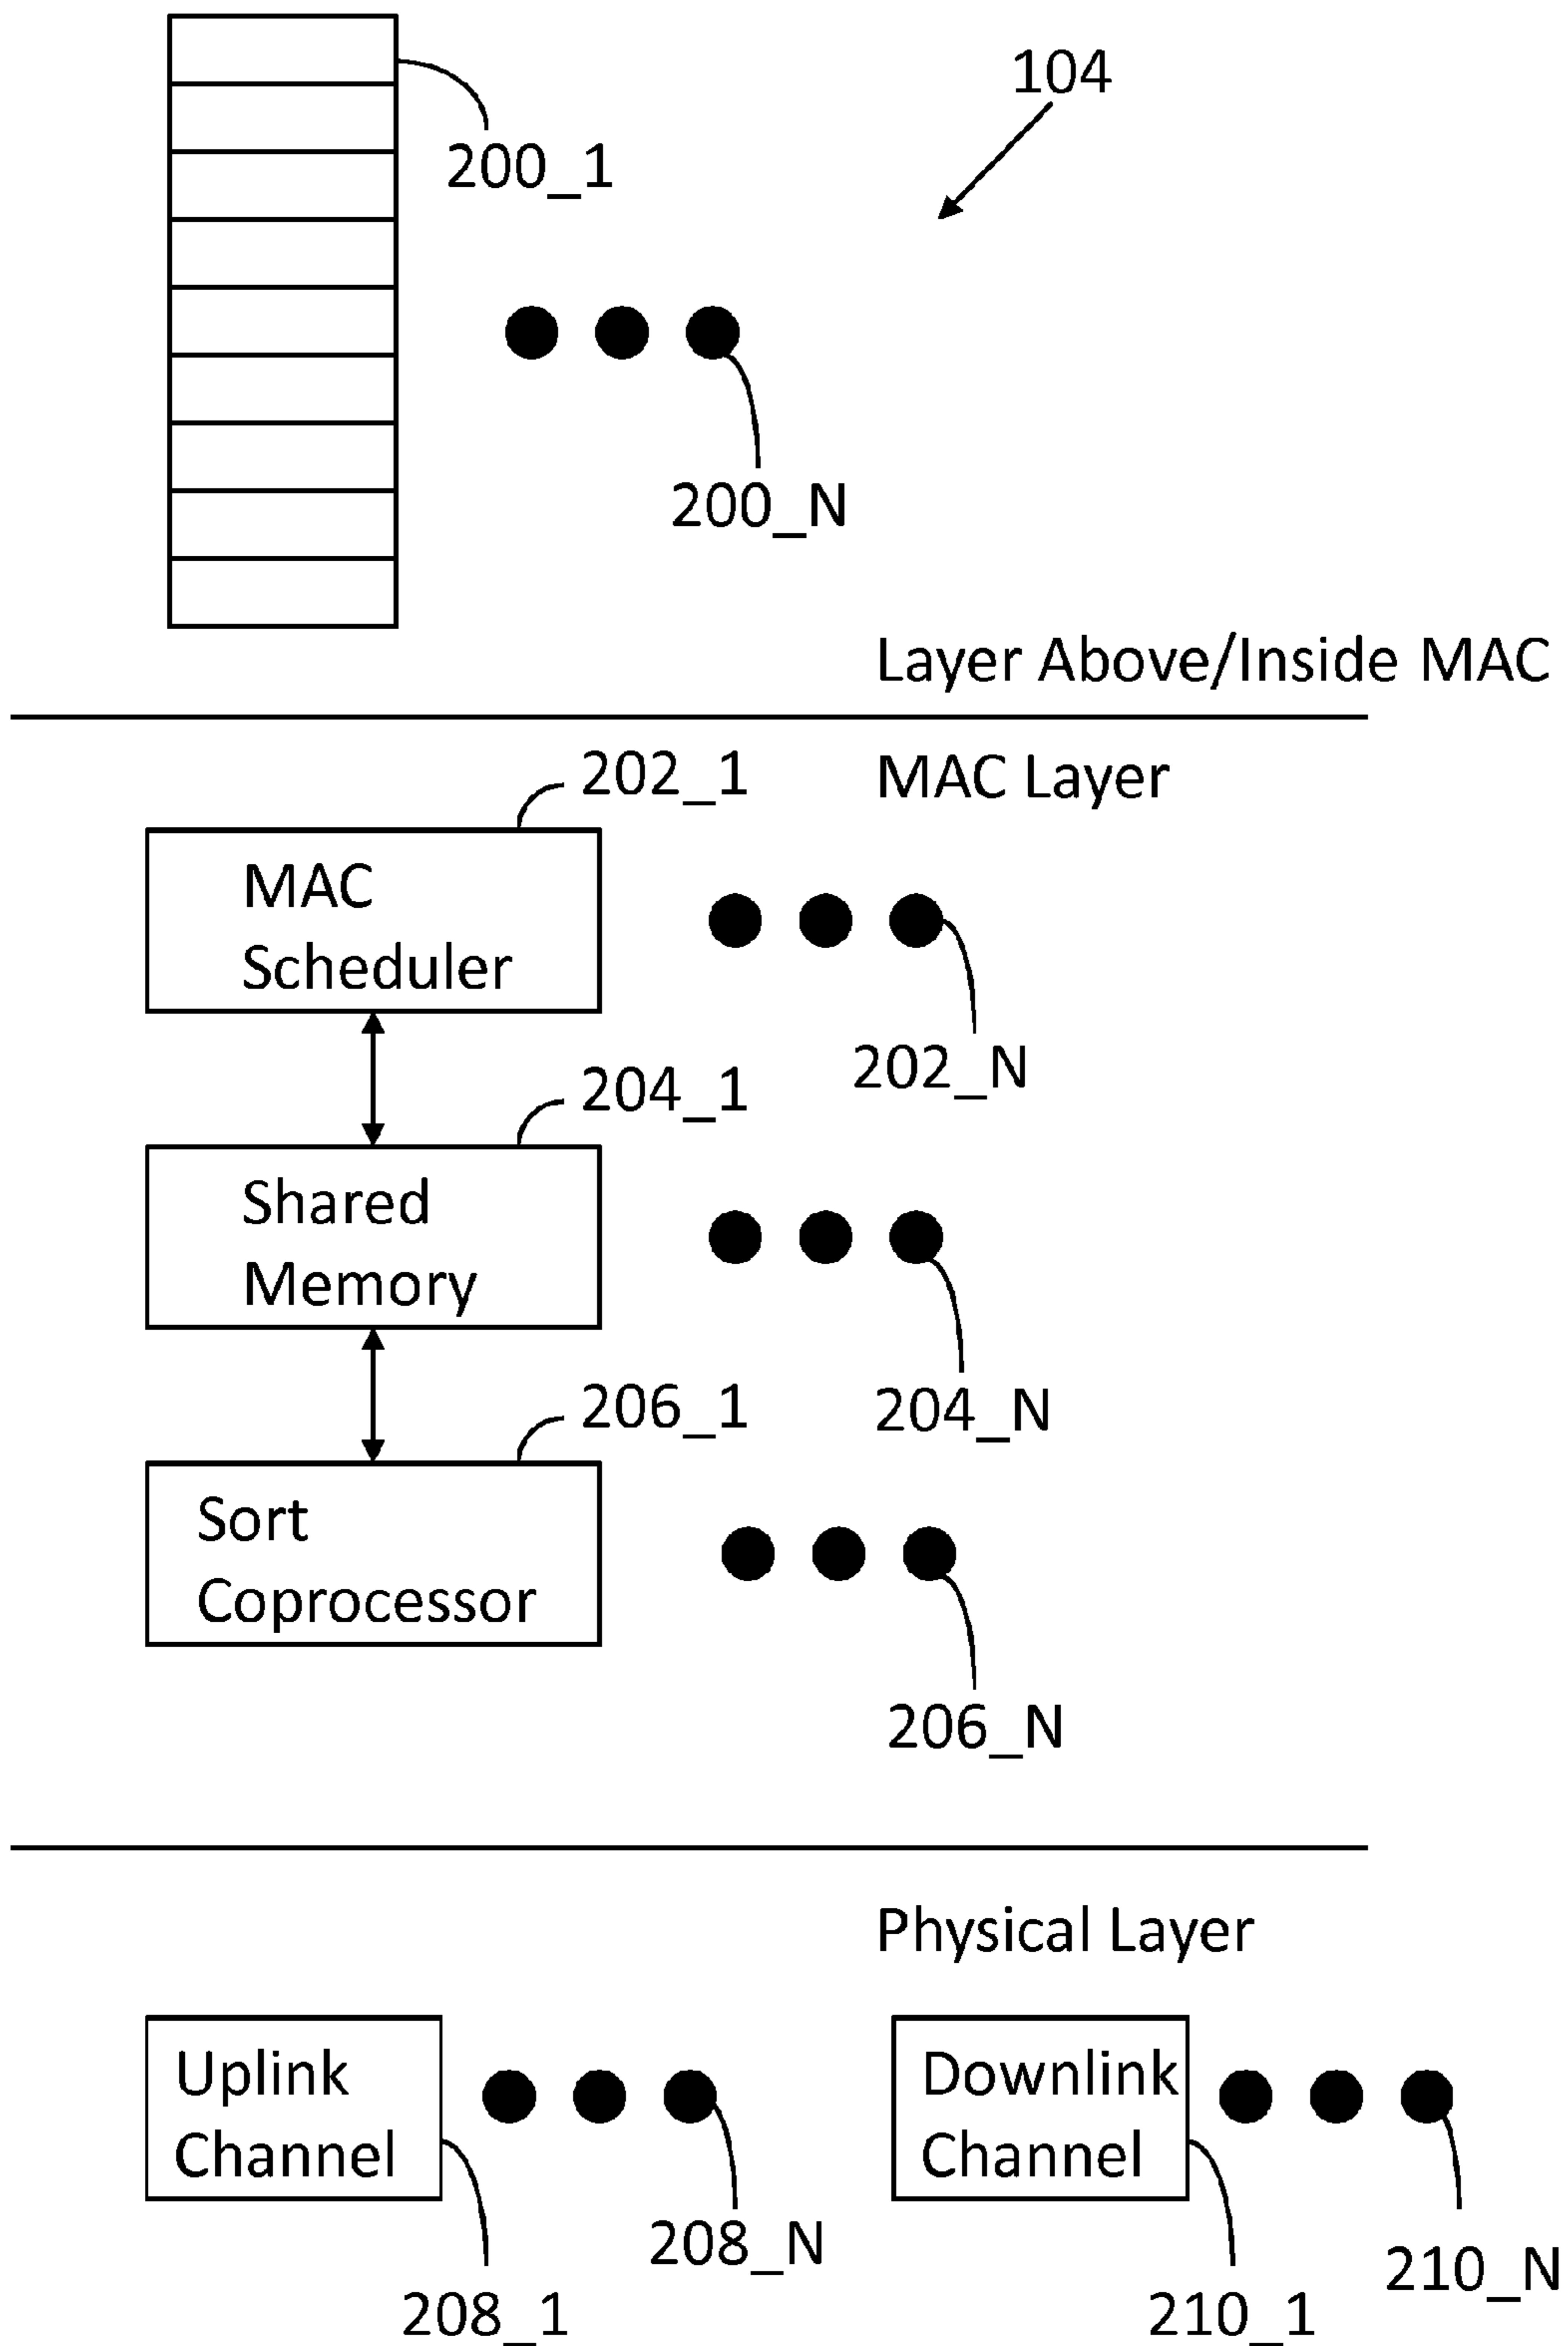 104
200_1
200_N
Layer Above/Inside MAC
202_1
MAC Layer
MAC
Scheduler
202_N
204_1
Shared
Memory
204_N
206_1
Sort
Coprocessor
206_N
Physical Layer
Uplink
Channel
Downlink
Channel
208_N
210_N
208_1
210_1